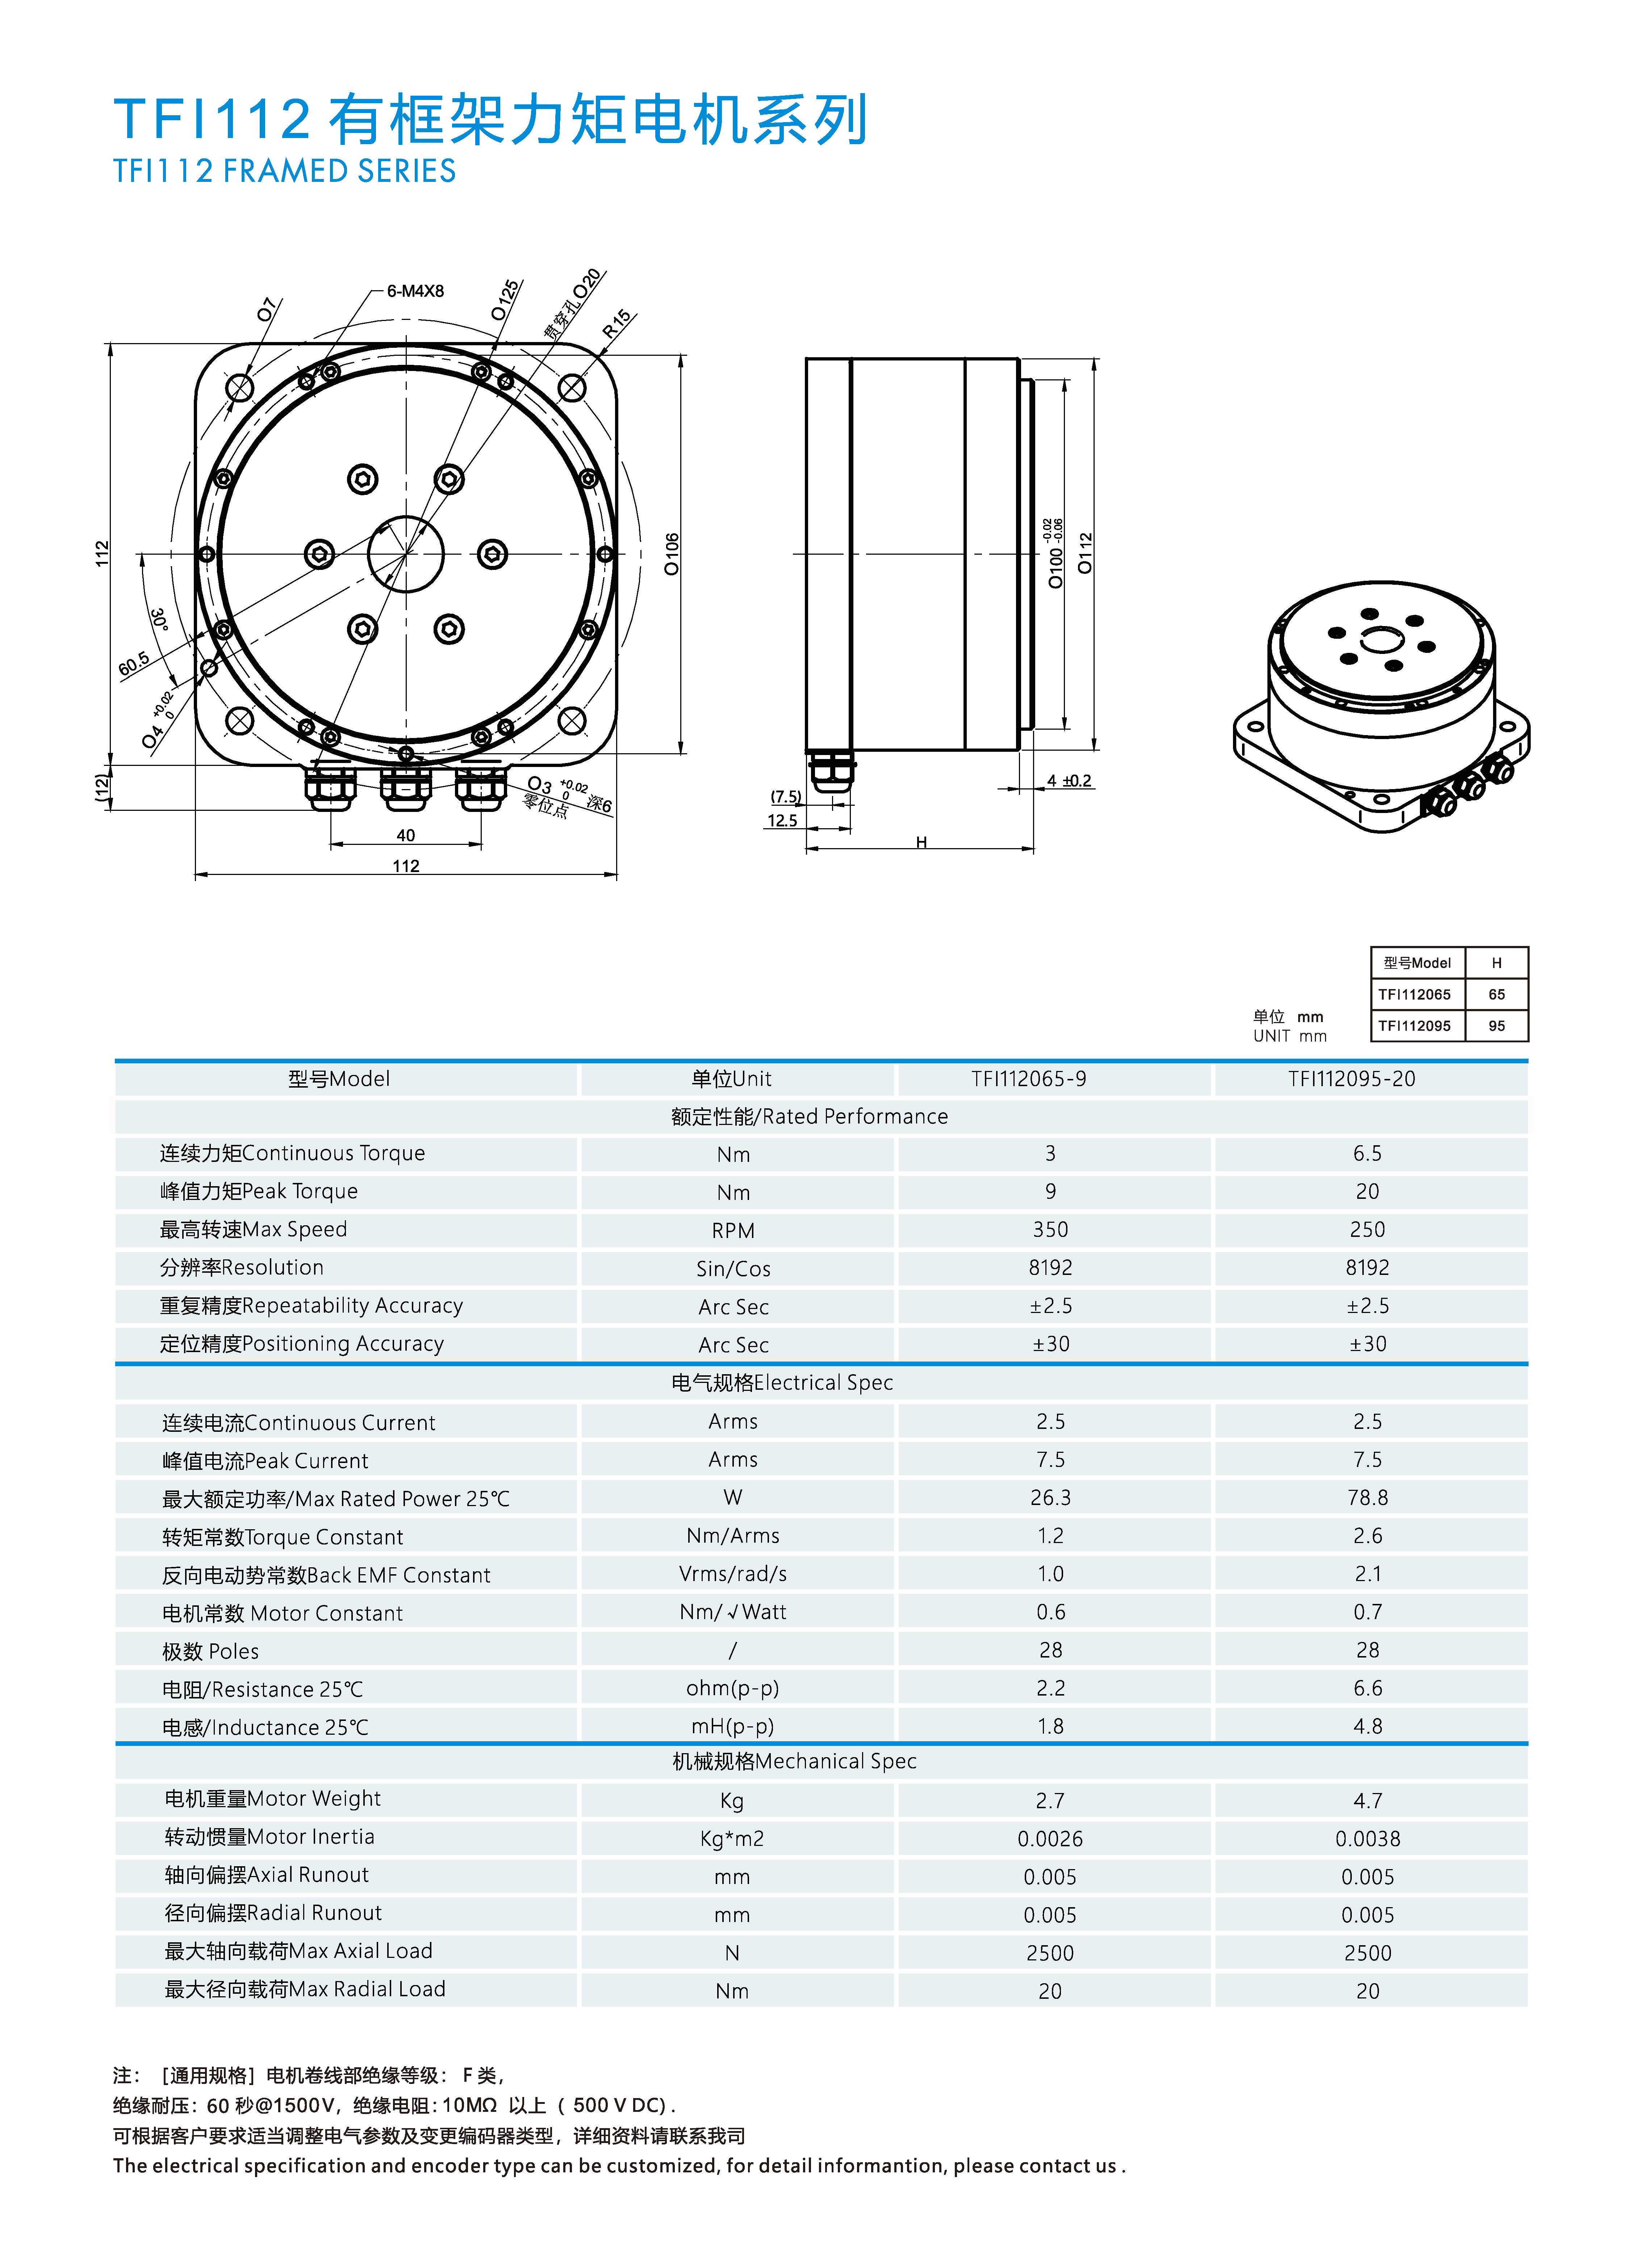 TFI112 有框架力矩电机系列
TFI112 FRAMED SERIES
O7
6-M4X8
O125
贯穿孔 O20
R15
112
O106
30°
60.5
O4 +0.02 0
(12)
O3 +0.02 0 深6
零位点
40
112
O100 -0.02 -0.06
O112
4 ±0.2
(7.5)
12.5
H
型号Model H
TFI112065 65
TFI112095 95
单位 mm
UNIT mm
型号Model 单位Unit TFI112065-9 TFI112095-20
额定性能/Rated Performance
连续力矩Continuous Torque Nm 3 6.5
峰值力矩Peak Torque Nm 9 20
最高转速Max Speed RPM 350 250
分辨率Resolution Sin/Cos 8192 8192
重复精度Repeatability Accuracy Arc Sec ±2.5 ±2.5
定位精度Positioning Accuracy Arc Sec ±30 ±30
电气规格Electrical Spec
连续电流Continuous Current Arms 2.5 2.5
峰值电流Peak Current Arms 7.5 7.5
最大额定功率/Max Rated Power 25℃ W 26.3 78.8
转矩常数Torque Constant Nm/Arms 1.2 2.6
反向电动势常数Back EMF Constant Vrms/rad/s 1.0 2.1
电机常数 Motor Constant Nm/√Watt 0.6 0.7
极数 Poles / 28 28
电阻/Resistance 25℃ ohm(p-p) 2.2 6.6
电感/Inductance 25℃ mH(p-p) 1.8 4.8
机械规格Mechanical Spec
电机重量Motor Weight Kg 2.7 4.7
转动惯量Motor Inertia Kg*m2 0.0026 0.0038
轴向偏摆Axial Runout mm 0.005 0.005
径向偏摆Radial Runout mm 0.005 0.005
最大轴向载荷Max Axial Load N 2500 2500
最大径向载荷Max Radial Load Nm 20 20
注： [通用规格] 电机卷线部绝缘等级： F 类，
绝缘耐压：60 秒@1500V，绝缘电阻：10MΩ 以上 ( 500 V DC) .
可根据客户要求适当调整电气参数及变更编码器类型，详细资料请联系我司
The electrical specification and encoder type can be customized, for detail informantion, please contact us .